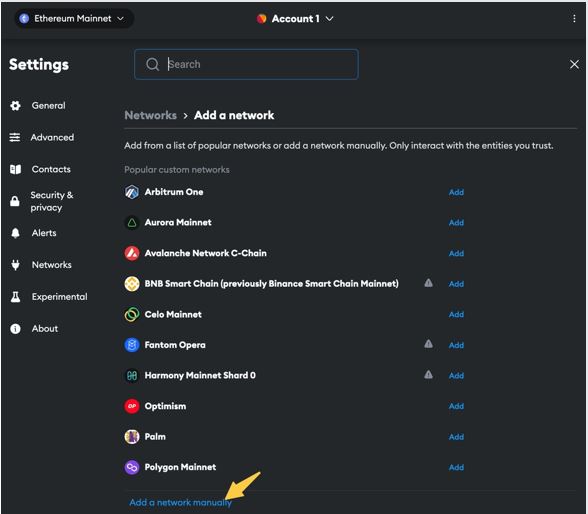 Ethereum Mainnet
Account 1
Settings
Search
General
Advanced
Contacts
Security &
privacy
Alerts
Networks
Experimental
About
Networks > Add a network
Add from a list of popular networks or add a network manually. Only interact with the entities you trust.
Popular custom networks
Arbitrum One Add
Aurora Mainnet Add
Avalanche Network C-Chain Add
BNB Smart Chain (previously Binance Smart Chain Mainnet) Add
Celo Mainnet Add
Fantom Opera Add
Harmony Mainnet Shard 0 Add
OP Optimism Add
Palm Add
Polygon Mainnet Add
Add a network manually